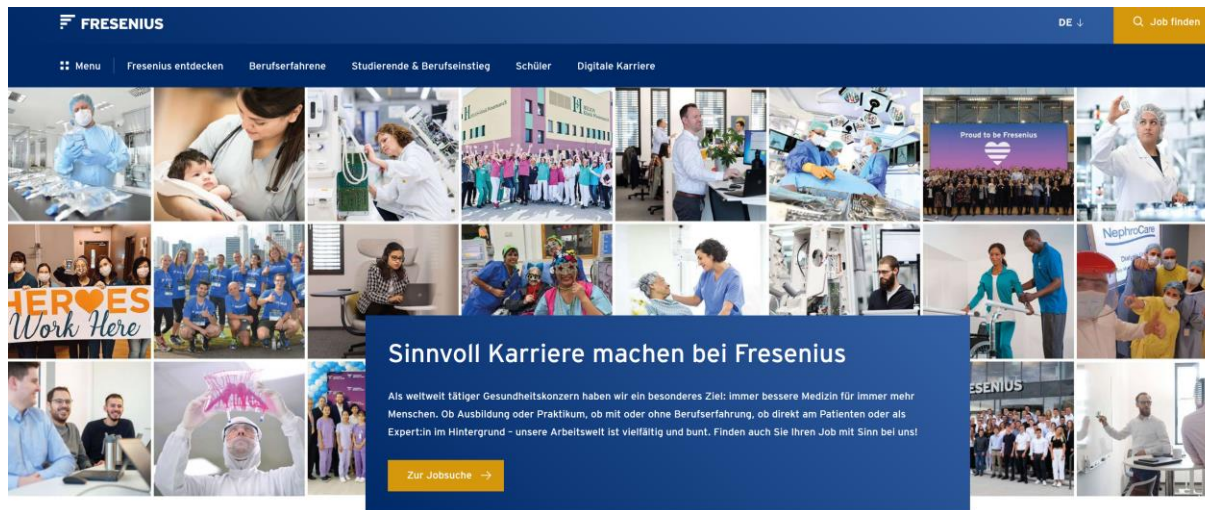 FRESENIUS
DE ↓
Job finden
Menu
Fresenius entdecken
Berufserfahrene
Studierende & Berufseinstieg
Schüler
Digitale Karriere
Proud to be Fresenius
HEROES
Work Here
NephroCare
Sinnvoll Karriere machen bei Fresenius
Als weltweit tätiger Gesundheitskonzern haben wir ein besonderes Ziel: immer bessere Medizin für immer mehr
Menschen. Ob Ausbildung oder Praktikum, ob mit oder ohne Berufserfahrung, ob direkt am Patienten oder als
Expert:in im Hintergrund – unsere Arbeitswelt ist vielfältig und bunt. Finden auch Sie Ihren Job mit Sinn bei uns!
ESENIUS
Zur Jobsuche →